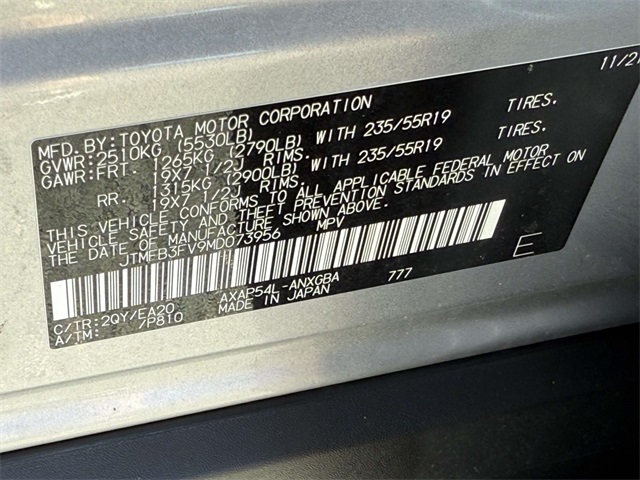 11/21
MFD.BY:TOYOTA MOTOR CORPORATION
GVWR:2510KG (5530LB)
GAWR:FRT. 1265KG (2790LB) WITH 235/55R19 TIRES.
19X7 1/2J RIMS.
RR. 1315KG (2900LB) WITH 235/55R19 TIRES.
19X7 1/2J RIMS.
THIS VEHICLE CONFORMS TO ALL APPLICABLE FEDERAL MOTOR
VEHICLE SAFETY AND THEFT PREVENTION STANDARDS IN EFFECT ON
THE DATE OF MANUFACTURE SHOWN ABOVE.
JTMFB3FV9MD073956 MPV
E
C/TR:2QY/EA20 AXAP54L-ANXGBA 777
A/TM: /P810 MADE IN JAPAN